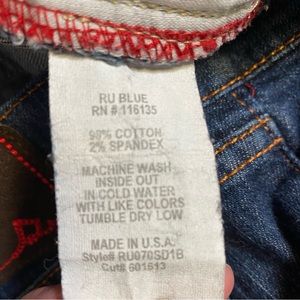 RU BLUE
RN # 116135
98% COTTON
2% SPANDEX
MACHINE WASH
INSIDE OUT
IN COLD WATER
WITH LIKE COLORS
TUMBLE DRY LOW
MADE IN U.S.A.
Style# RU070SD1B
Cut# 601613